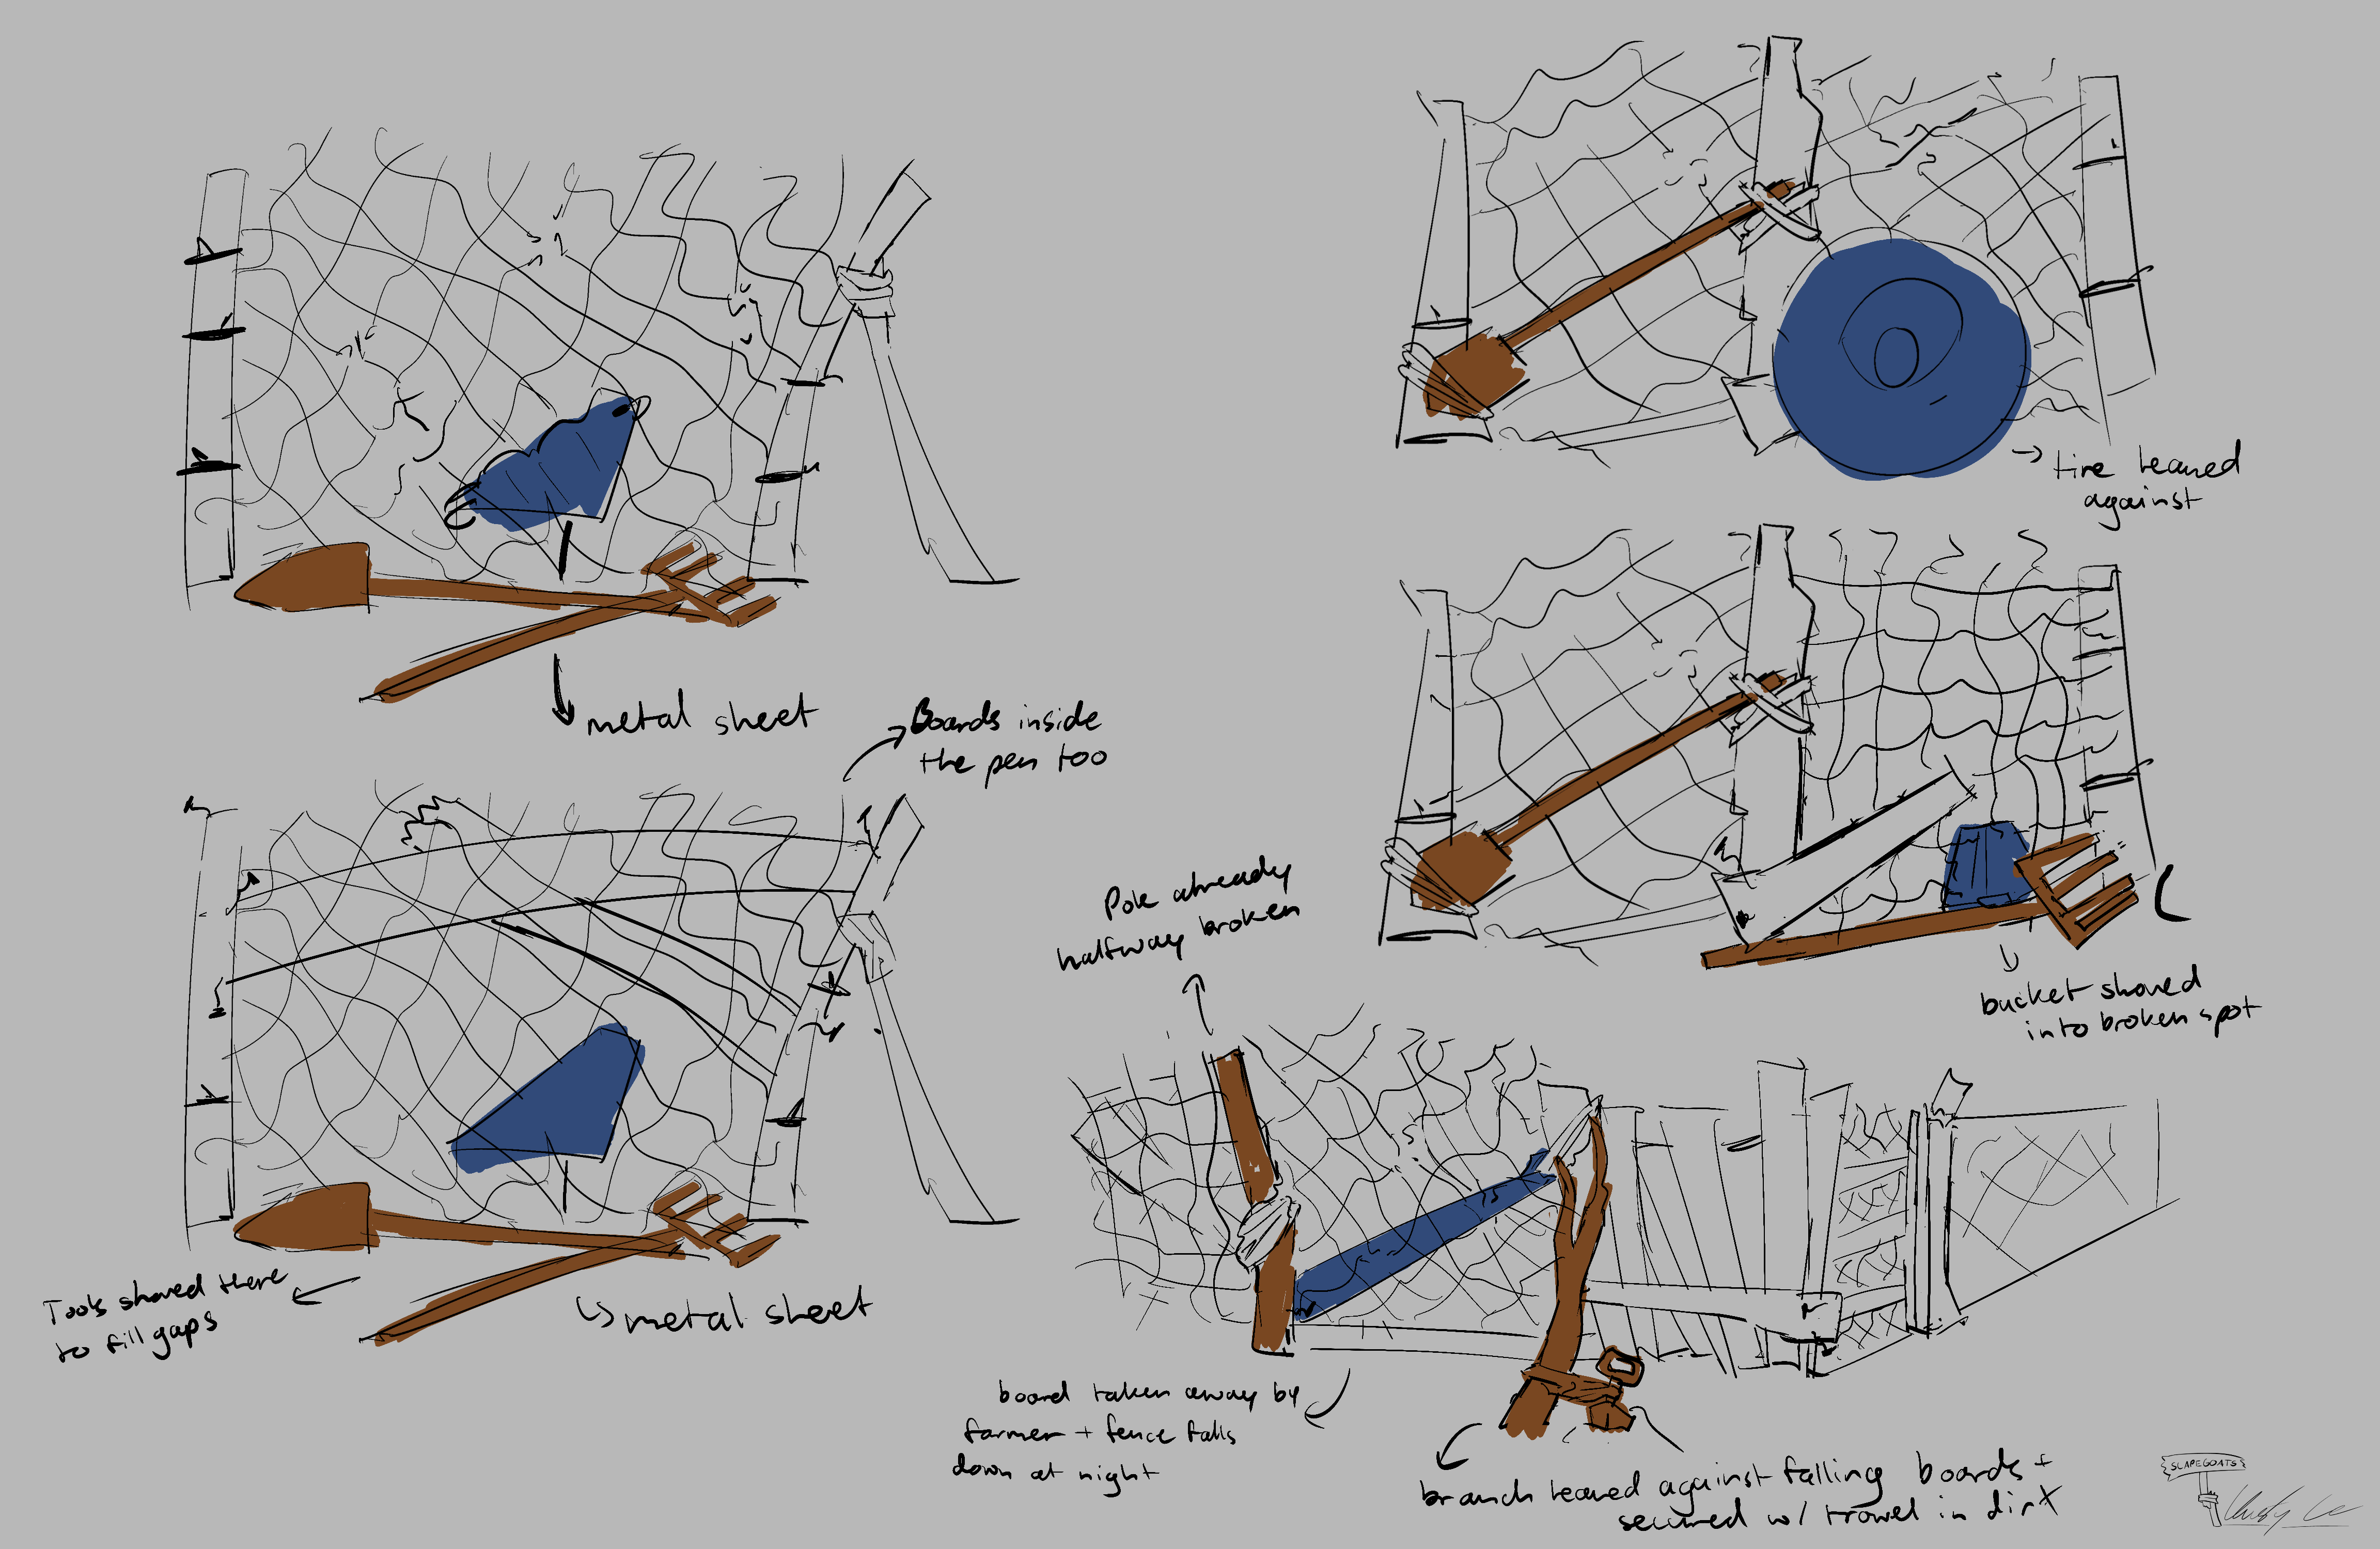 metal sheet
Boards inside
the pen too
Tools shoved there
to fill gaps
metal sheet
tire leaned
against
bucket shoved
into broken spot
Pole already
halfway broken
board taken away by
farmer + fence falls
down at night
branch leaned against falling boards +
secured w/ trowel in dirt
SCAPEGOATS